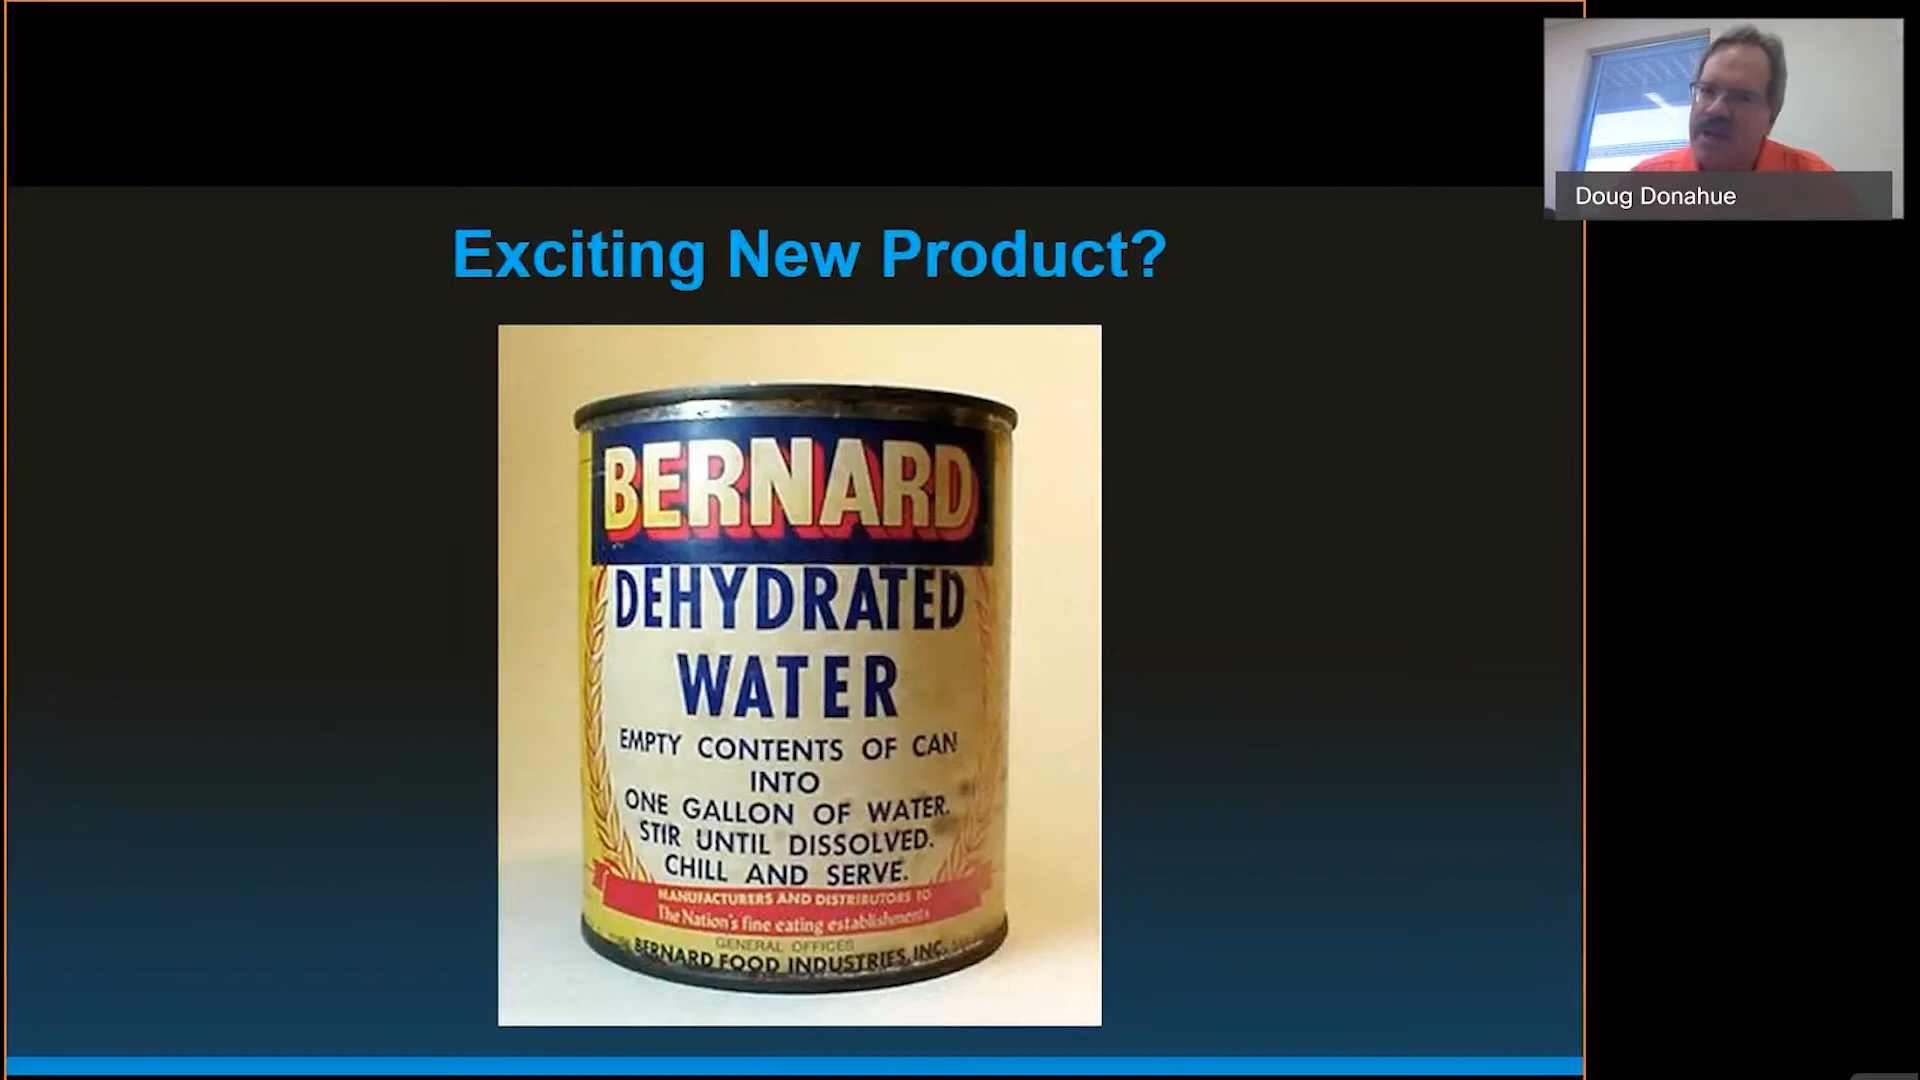 Exciting New Product?
Doug Donahue
BERNARD
DEHYDRATED
WATER
EMPTY CONTENTS OF CAN
INTO
ONE GALLON OF WATER.
STIR UNTIL DISSOLVED.
CHILL AND SERVE.
MANUFACTURERS AND DISTRIBUTORS TO
The Nation's fine eating establishments
GENERAL OFFICES
BERNARD FOOD INDUSTRIES, INC.